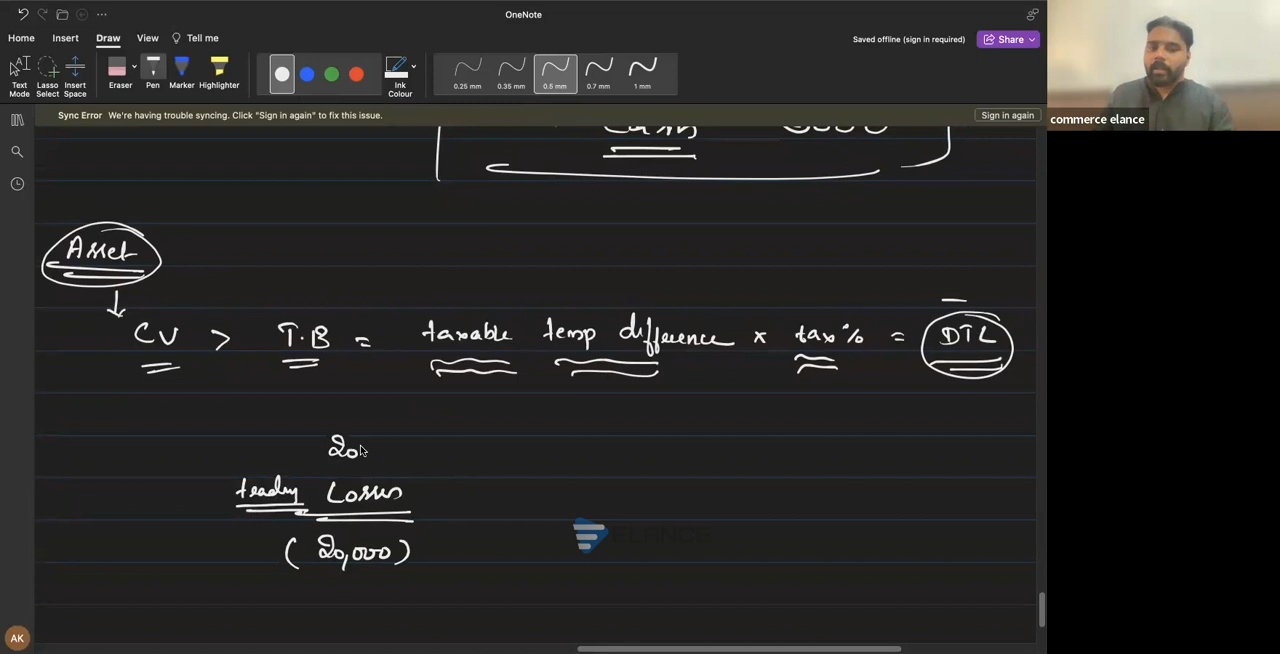 OneNote
Home Insert Draw View Tell me
Saved offline (sign in required) Share
Text Mode Lasso Select Insert Space Eraser Pen Marker Highlighter Ink Colour 0.25 mm 0.35 mm 0.5 mm 0.7 mm 1 mm
Sync Error We're having trouble syncing. Click "Sign in again" to fix this issue. Sign in again
commerce elance
Asset
CV > T.B = taxable temp difference x tax% = DTL
20
trading Losses
(20,000)
ELANCE
AK